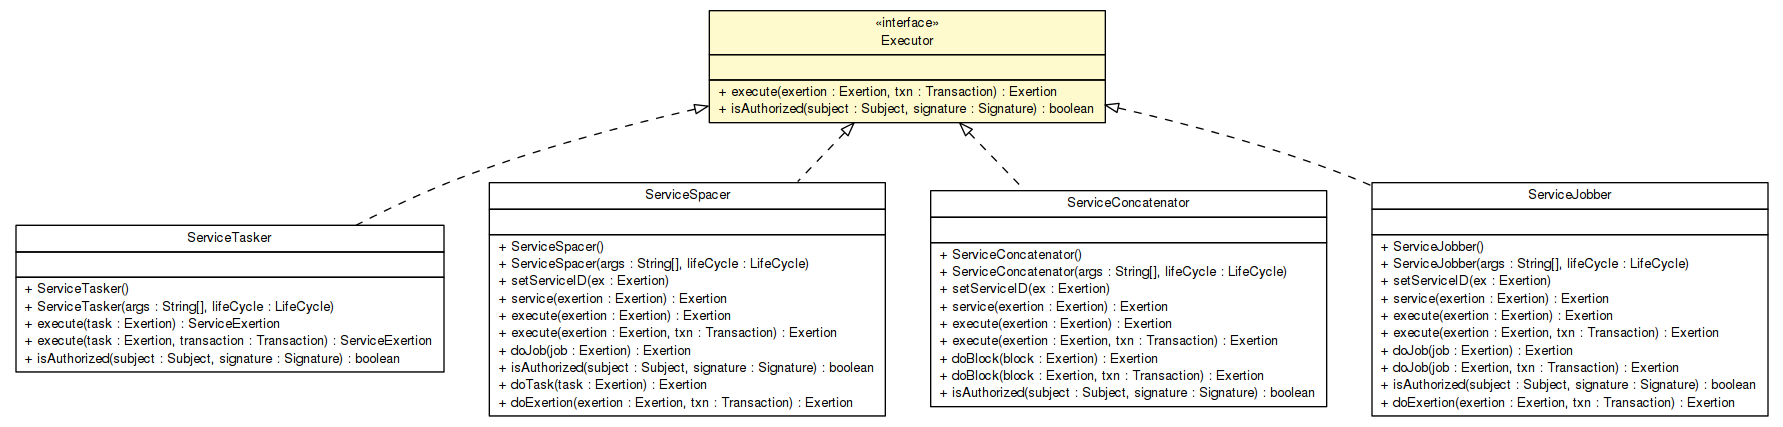 «interface»
Executor
+ execute(exertion : Exertion, txn : Transaction) : Exertion
+ isAuthorized(subject : Subject, signature : Signature) : boolean
ServiceTasker
+ ServiceTasker()
+ ServiceTasker(args : String[], lifeCycle : LifeCycle)
+ execute(task : Exertion) : ServiceExertion
+ execute(task : Exertion, transaction : Transaction) : ServiceExertion
+ isAuthorized(subject : Subject, signature : Signature) : boolean
ServiceSpacer
+ ServiceSpacer()
+ ServiceSpacer(args : String[], lifeCycle : LifeCycle)
+ setServiceID(ex : Exertion)
+ service(exertion : Exertion) : Exertion
+ execute(exertion : Exertion) : Exertion
+ execute(exertion : Exertion, txn : Transaction) : Exertion
+ doJob(job : Exertion) : Exertion
+ isAuthorized(subject : Subject, signature : Signature) : boolean
+ doTask(task : Exertion) : Exertion
+ doExertion(exertion : Exertion, txn : Transaction) : Exertion
ServiceConcatenator
+ ServiceConcatenator()
+ ServiceConcatenator(args : String[], lifeCycle : LifeCycle)
+ setServiceID(ex : Exertion)
+ service(exertion : Exertion) : Exertion
+ execute(exertion : Exertion) : Exertion
+ execute(exertion : Exertion, txn : Transaction) : Exertion
+ doBlock(block : Exertion) : Exertion
+ doBlock(block : Exertion, txn : Transaction) : Exertion
+ isAuthorized(subject : Subject, signature : Signature) : boolean
ServiceJobber
+ ServiceJobber()
+ ServiceJobber(args : String[], lifeCycle : LifeCycle)
+ setServiceID(ex : Exertion)
+ service(exertion : Exertion) : Exertion
+ execute(exertion : Exertion) : Exertion
+ execute(exertion : Exertion, txn : Transaction) : Exertion
+ doJob(job : Exertion) : Exertion
+ doJob(job : Exertion, txn : Transaction) : Exertion
+ isAuthorized(subject : Subject, signature : Signature) : boolean
+ doExertion(exertion : Exertion, txn : Transaction) : Exertion